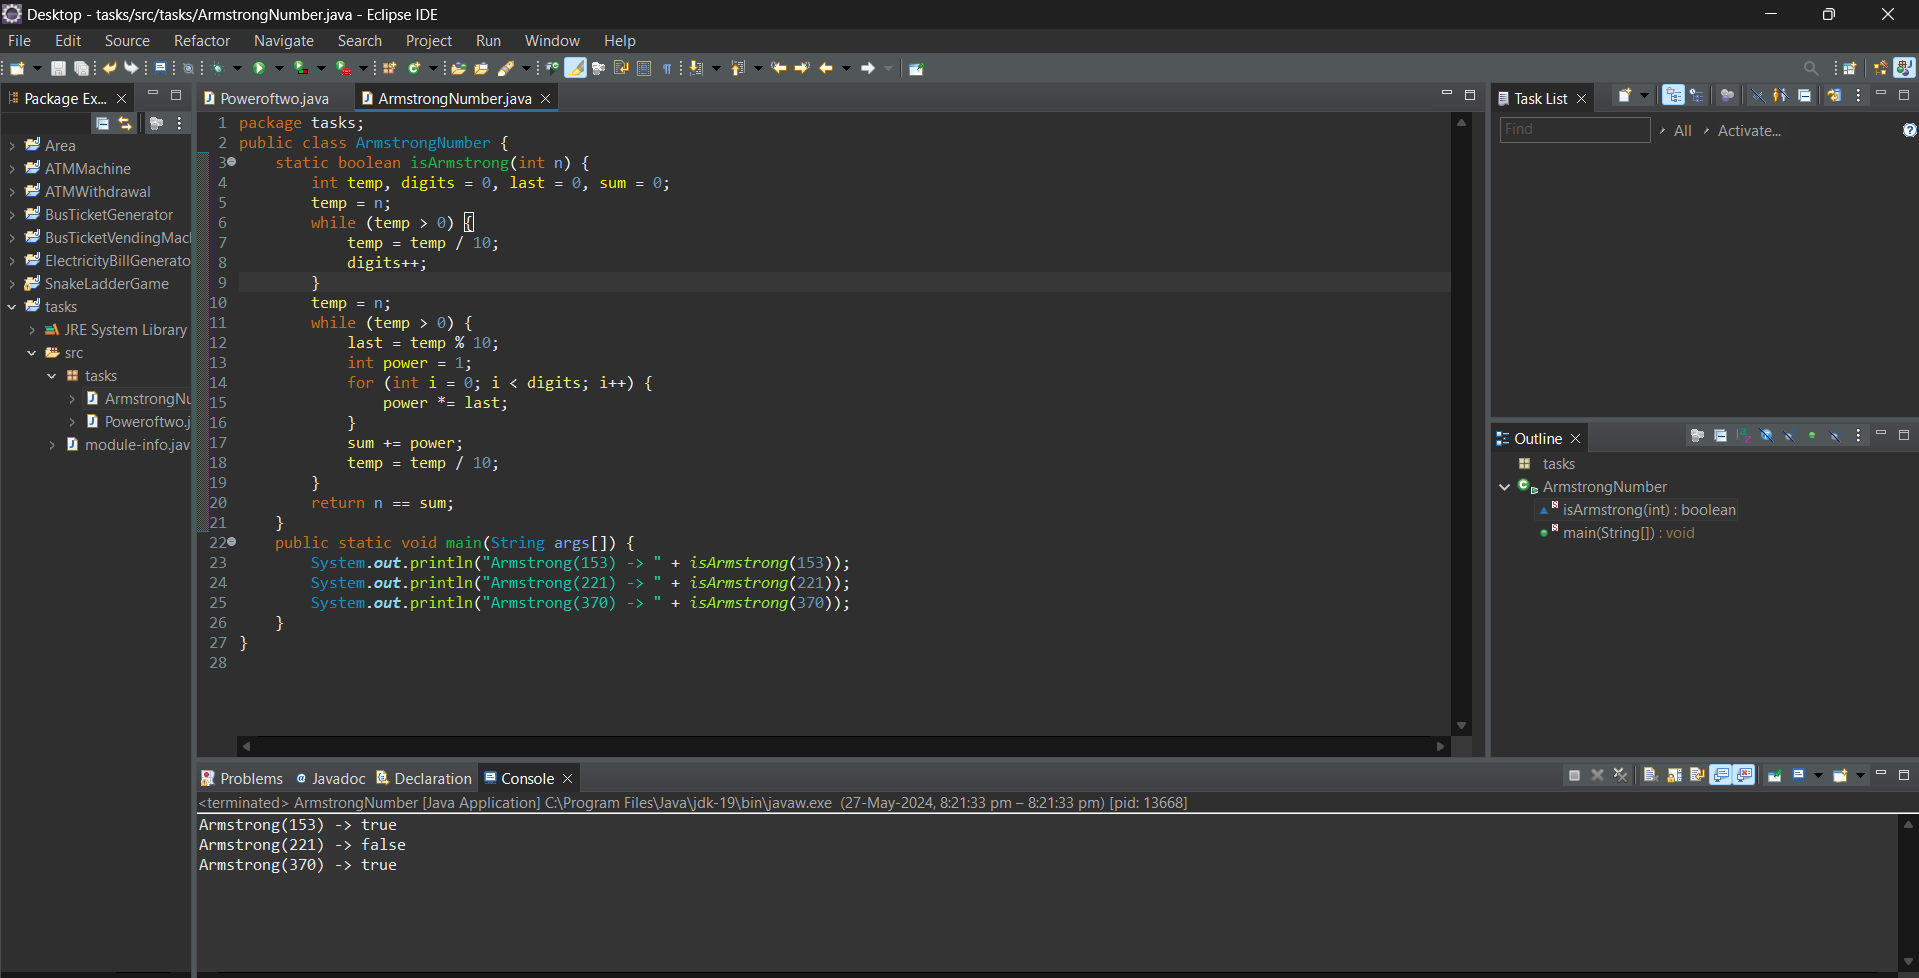 Desktop - tasks/src/tasks/ArmstrongNumber.java - Eclipse IDE
File Edit Source Refactor Navigate Search Project Run Window Help
Package Ex...
Area
ATMMachine
ATMWithdrawal
BusTicketGenerator
BusTicketVendingMac
ElectricityBillGenerato
SnakeLadderGame
tasks
JRE System Library
src
tasks
ArmstrongNu
Poweroftwo.j
module-info.jav
Poweroftwo.java ArmstrongNumber.java
1 package tasks;
2 public class ArmstrongNumber {
3 static boolean isArmstrong(int n) {
4 int temp, digits = 0, last = 0, sum = 0;
5 temp = n;
6 while (temp > 0) {
7 temp = temp / 10;
8 digits++;
9 }
10 temp = n;
11 while (temp > 0) {
12 last = temp % 10;
13 int power = 1;
14 for (int i = 0; i < digits; i++) {
15 power *= last;
16 }
17 sum += power;
18 temp = temp / 10;
19 }
20 return n == sum;
21 }
22 public static void main(String args[]) {
23 System.out.println("Armstrong(153) -> " + isArmstrong(153));
24 System.out.println("Armstrong(221) -> " + isArmstrong(221));
25 System.out.println("Armstrong(370) -> " + isArmstrong(370));
26 }
27 }
28
Task List
Find All Activate...
Outline
tasks
ArmstrongNumber
isArmstrong(int) : boolean
main(String[]) : void
Problems Javadoc Declaration Console
<terminated> ArmstrongNumber [Java Application] C:\Program Files\Java\jdk-19\bin\javaw.exe (27-May-2024, 8:21:33 pm – 8:21:33 pm) [pid: 13668]
Armstrong(153) -> true
Armstrong(221) -> false
Armstrong(370) -> true